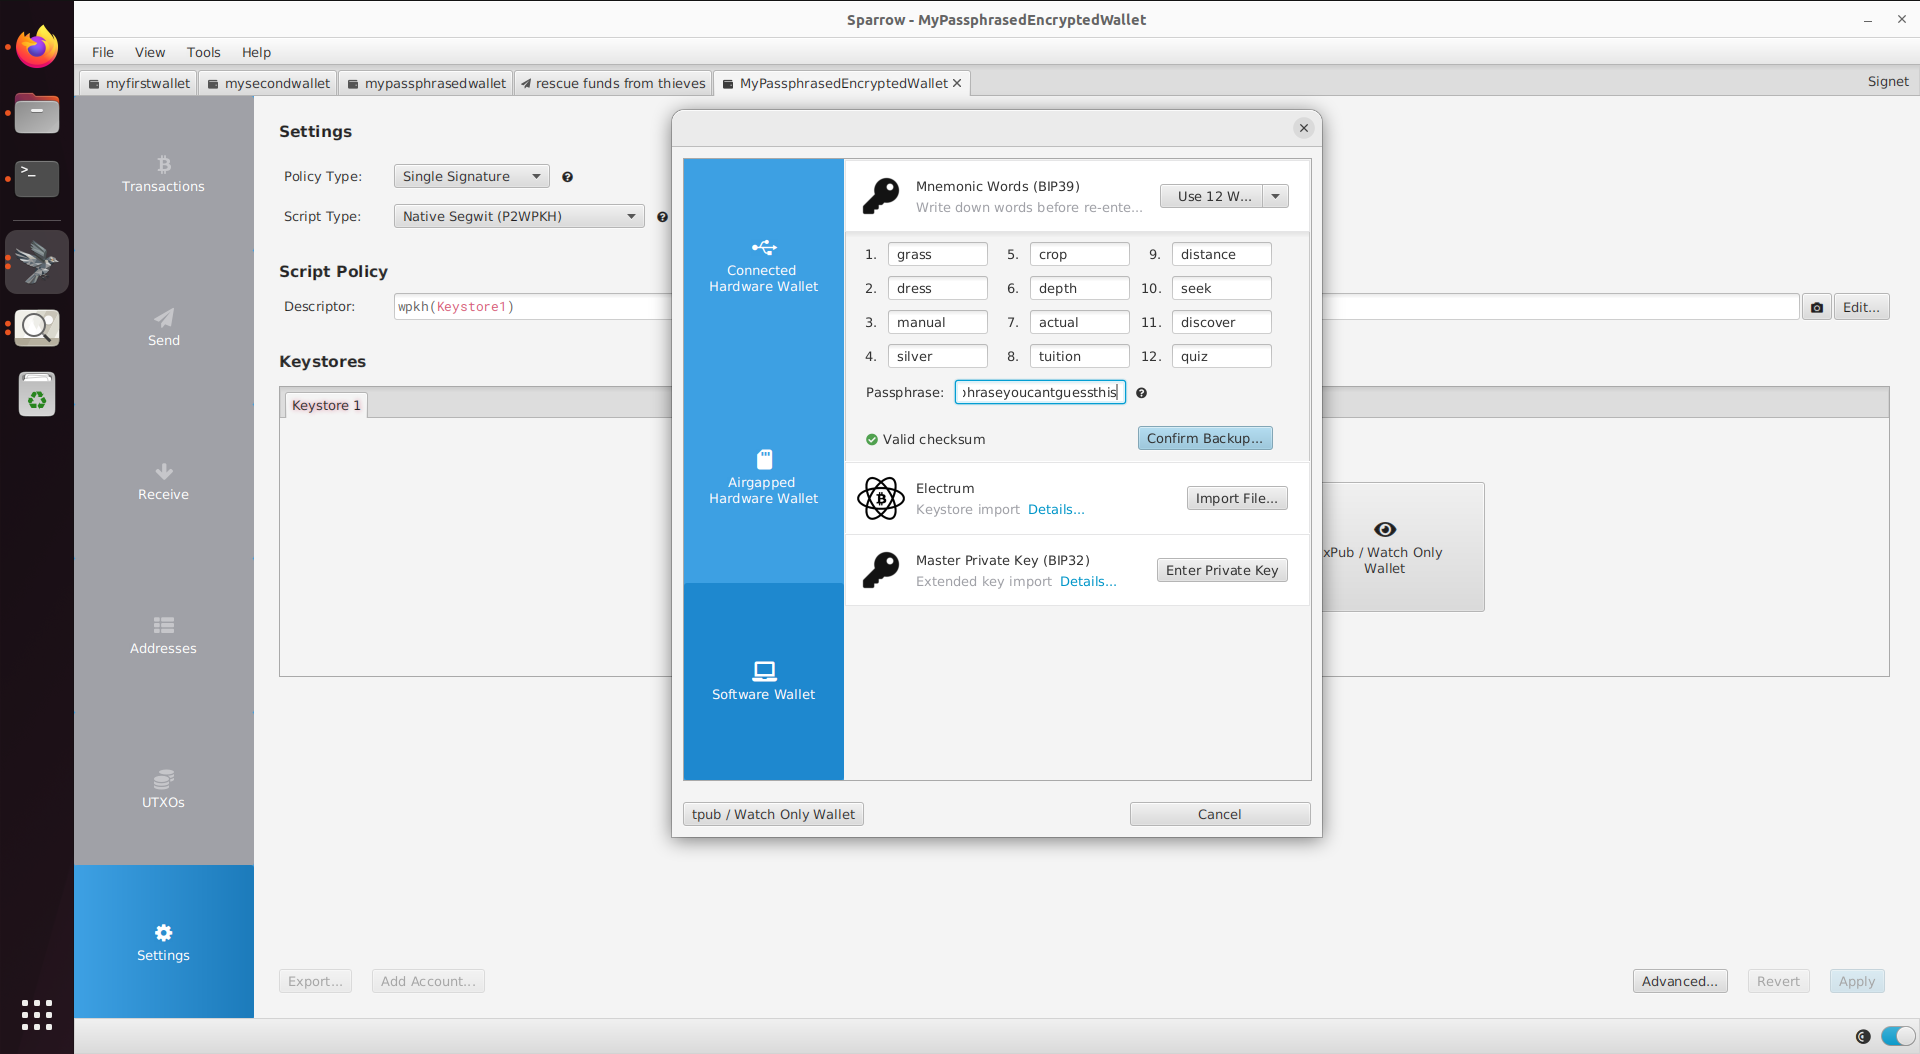 Sparrow - MyPassphrasedEncryptedWallet
File View Tools Help
myfirstwallet mysecondwallet mypassphrasedwallet rescue funds from thieves MyPassphrasedEncryptedWallet
Signet
Transactions
Send
Receive
Addresses
UTXOs
Settings
Settings
Policy Type: Single Signature
Script Type: Native Segwit (P2WPKH)
Script Policy
Descriptor: wpkh(Keystore1)
Edit...
Keystores
Keystore 1
xPub / Watch Only
Wallet
Connected
Hardware Wallet
Airgapped
Hardware Wallet
Software Wallet
Mnemonic Words (BIP39)
Write down words before re-ente...
Use 12 W...
1. grass 5. crop 9. distance
2. dress 6. depth 10. seek
3. manual 7. actual 11. discover
4. silver 8. tuition 12. quiz
Passphrase: phraseyoucantguessthis
Valid checksum
Confirm Backup...
Electrum
Keystore import Details...
Import File...
Master Private Key (BIP32)
Extended key import Details...
Enter Private Key
tpub / Watch Only Wallet
Cancel
Export... Add Account...
Advanced... Revert Apply